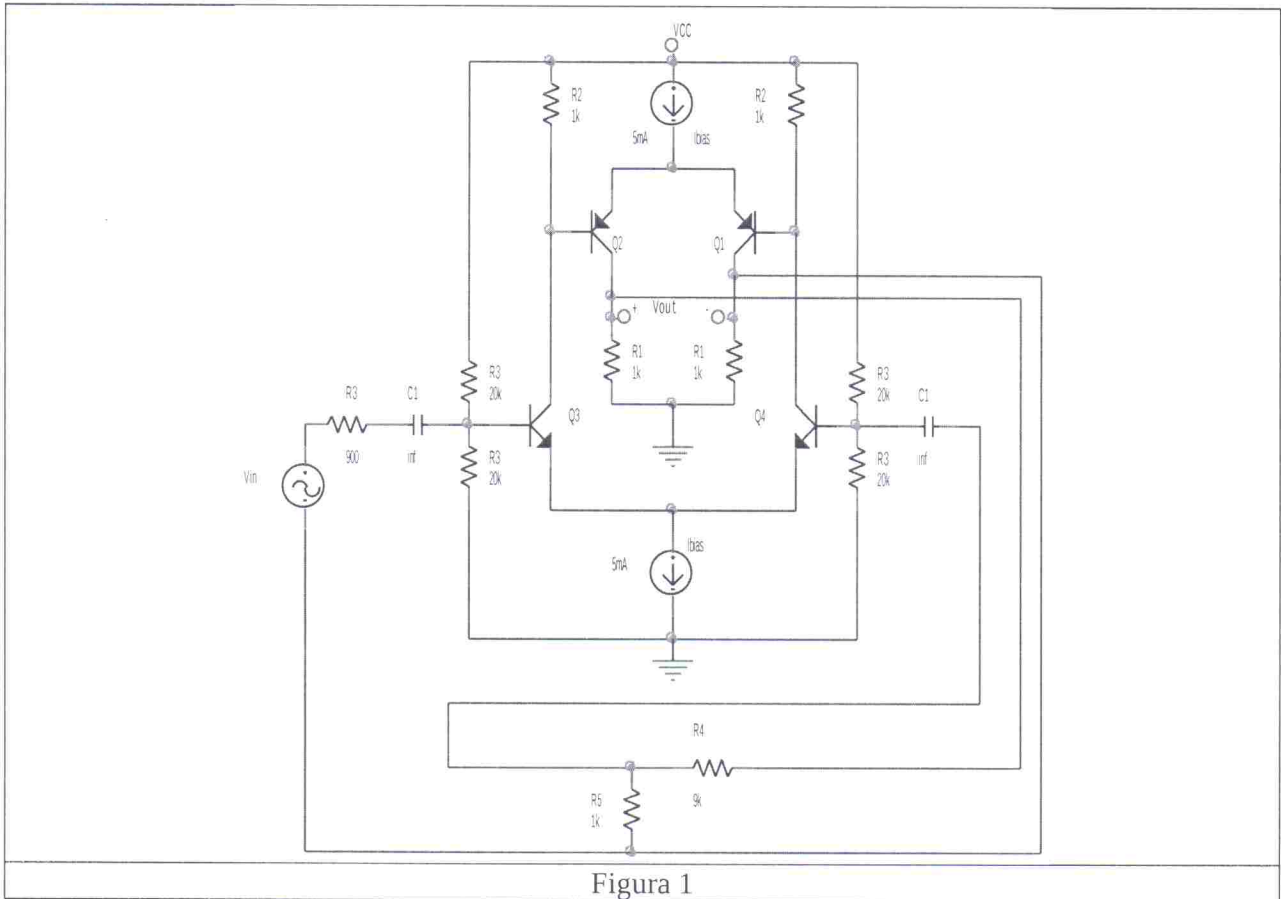 VCC
R2
1k
R2
1k
5mA
Ibias
Q2
Q1
+ Vout -
R1
1k
R1
1k
R3
20k
R3
20k
R3
C1
C1
Q3
Q4
900
inf
R3
20k
R3
20k
inf
Vin
Ibias
5mA
R4
R5
1k
9k
Figura 1